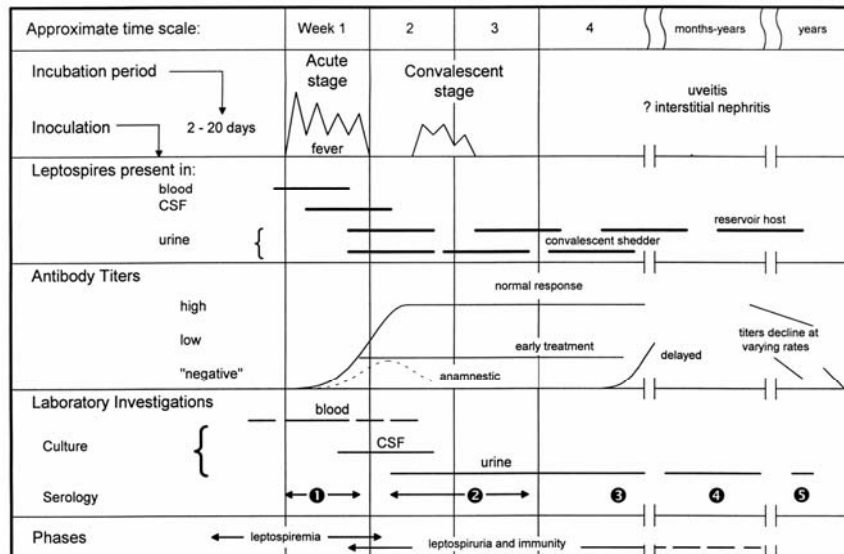 Approximate time scale: Week 1 2 3 4 months-years years
Incubation period
Inoculation
2 - 20 days
Acute
stage
fever
Convalescent
stage
uveitis
? interstitial nephritis
Leptospires present in:
blood
CSF
urine
reservoir host
convalescent shedder
Antibody Titers
high
low
"negative"
normal response
early treatment
anamnestic
delayed
titers decline at
varying rates
Laboratory Investigations
Culture
blood
CSF
urine
Serology ❶ ❷ ❸ ❹ ❺
Phases leptospiremia leptospiruria and immunity